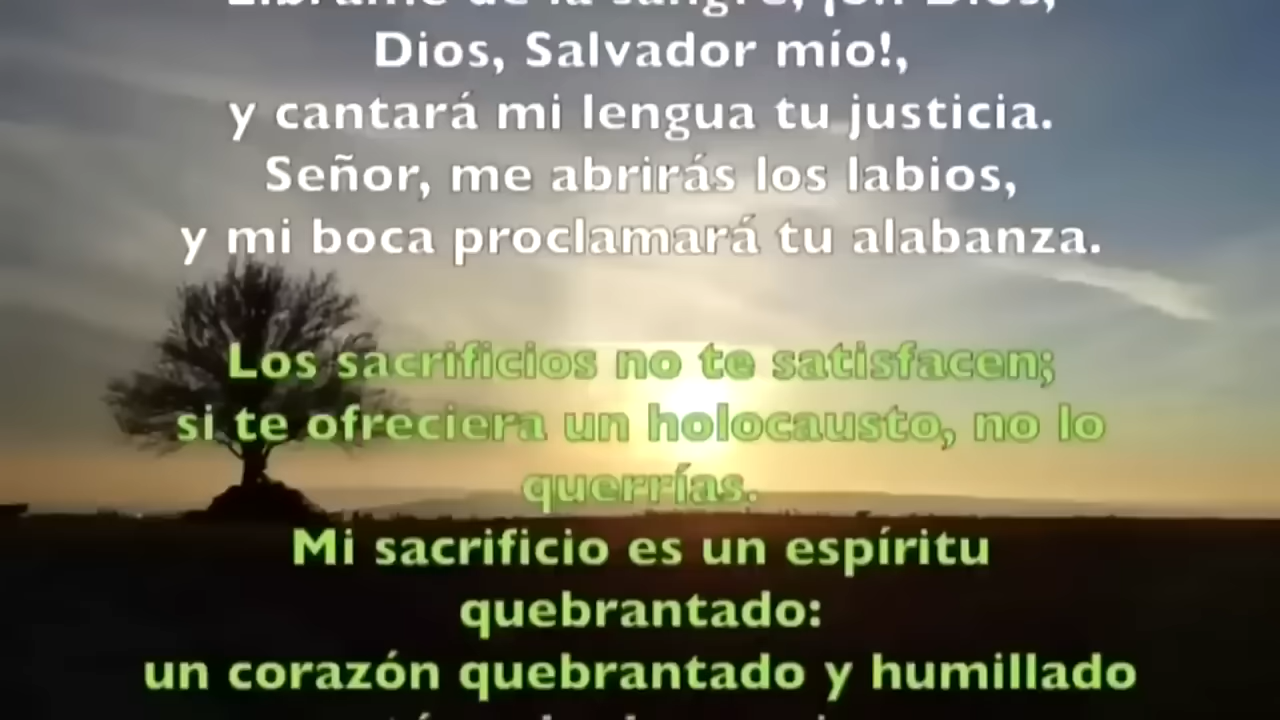 Líbrame de la sangre, ¡oh Dios,
Dios, Salvador mío!,
y cantará mi lengua tu justicia.
Señor, me abrirás los labios,
y mi boca proclamará tu alabanza.
Los sacrificios no te satisfacen;
si te ofreciera un holocausto, no lo
querrías.
Mi sacrificio es un espíritu
quebrantado:
un corazón quebrantado y humillado